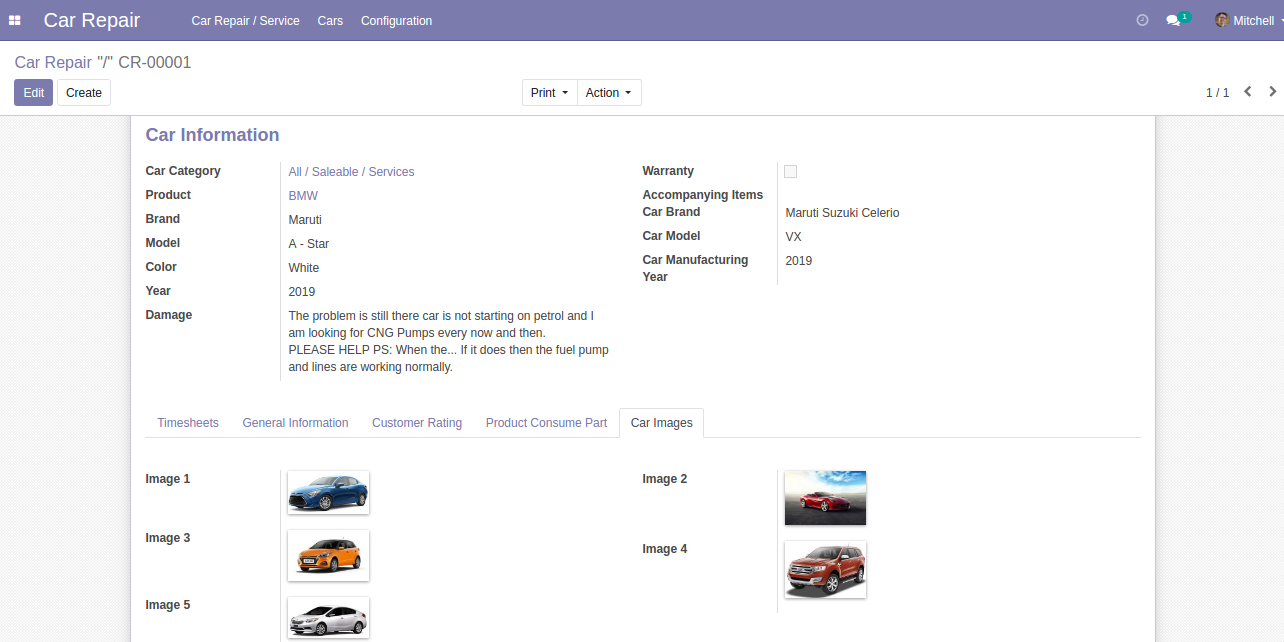 Car Repair Car Repair / Service Cars Configuration 1 Mitchell
Car Repair "/" CR-00001
Edit Create Print Action 1 / 1
Car Information
Car Category All / Saleable / Services
Product BMW
Brand Maruti
Model A - Star
Color White
Year 2019
Damage The problem is still there car is not starting on petrol and I
am looking for CNG Pumps every now and then.
PLEASE HELP PS: When the... If it does then the fuel pump
and lines are working normally.
Warranty
Accompanying Items
Car Brand Maruti Suzuki Celerio
Car Model VX
Car Manufacturing 2019
Year
Timesheets General Information Customer Rating Product Consume Part Car Images
Image 1 Image 2
Image 3 Image 4
Image 5